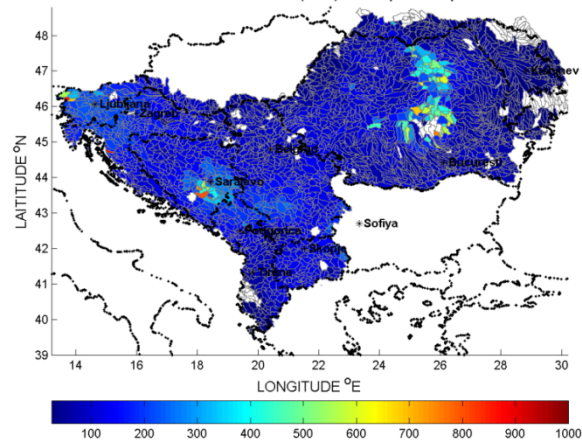 48
47
Kishinev
46
Ljubljana
Zagreb
45
Belgrad
Bucuresti
44
Sarajevo
43
Sofiya
Podgorica
42
Skopje
Tirana
41
40
39
14 16 18 20 22 24 26 28 30
LAITITUDE °N
LONGITUDE °E
100 200 300 400 500 600 700 800 900 1000